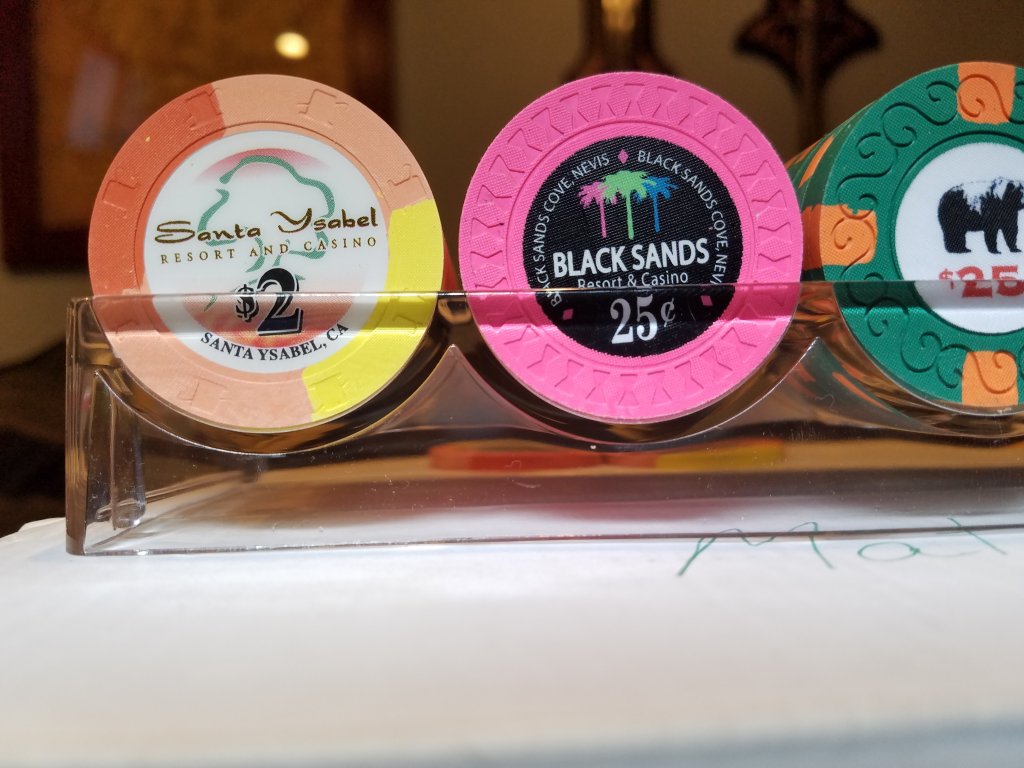 Santa Ysabel
RESORT AND CASINO
$2
SANTA YSABEL, CA
BLACK SANDS COVE, NEVIS ♦ BLACK SANDS COVE, NEVIS
BLACK SANDS
Resort & Casino
25¢
$25
Mat